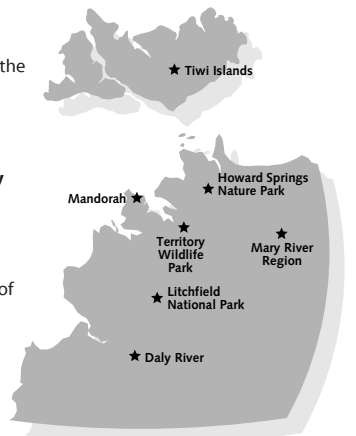 the
Tiwi Islands
y
Howard Springs
Nature Park
Mandorah
Territory
Wildlife
Park
Mary River
Region
of
Litchfield
National Park
Daly River